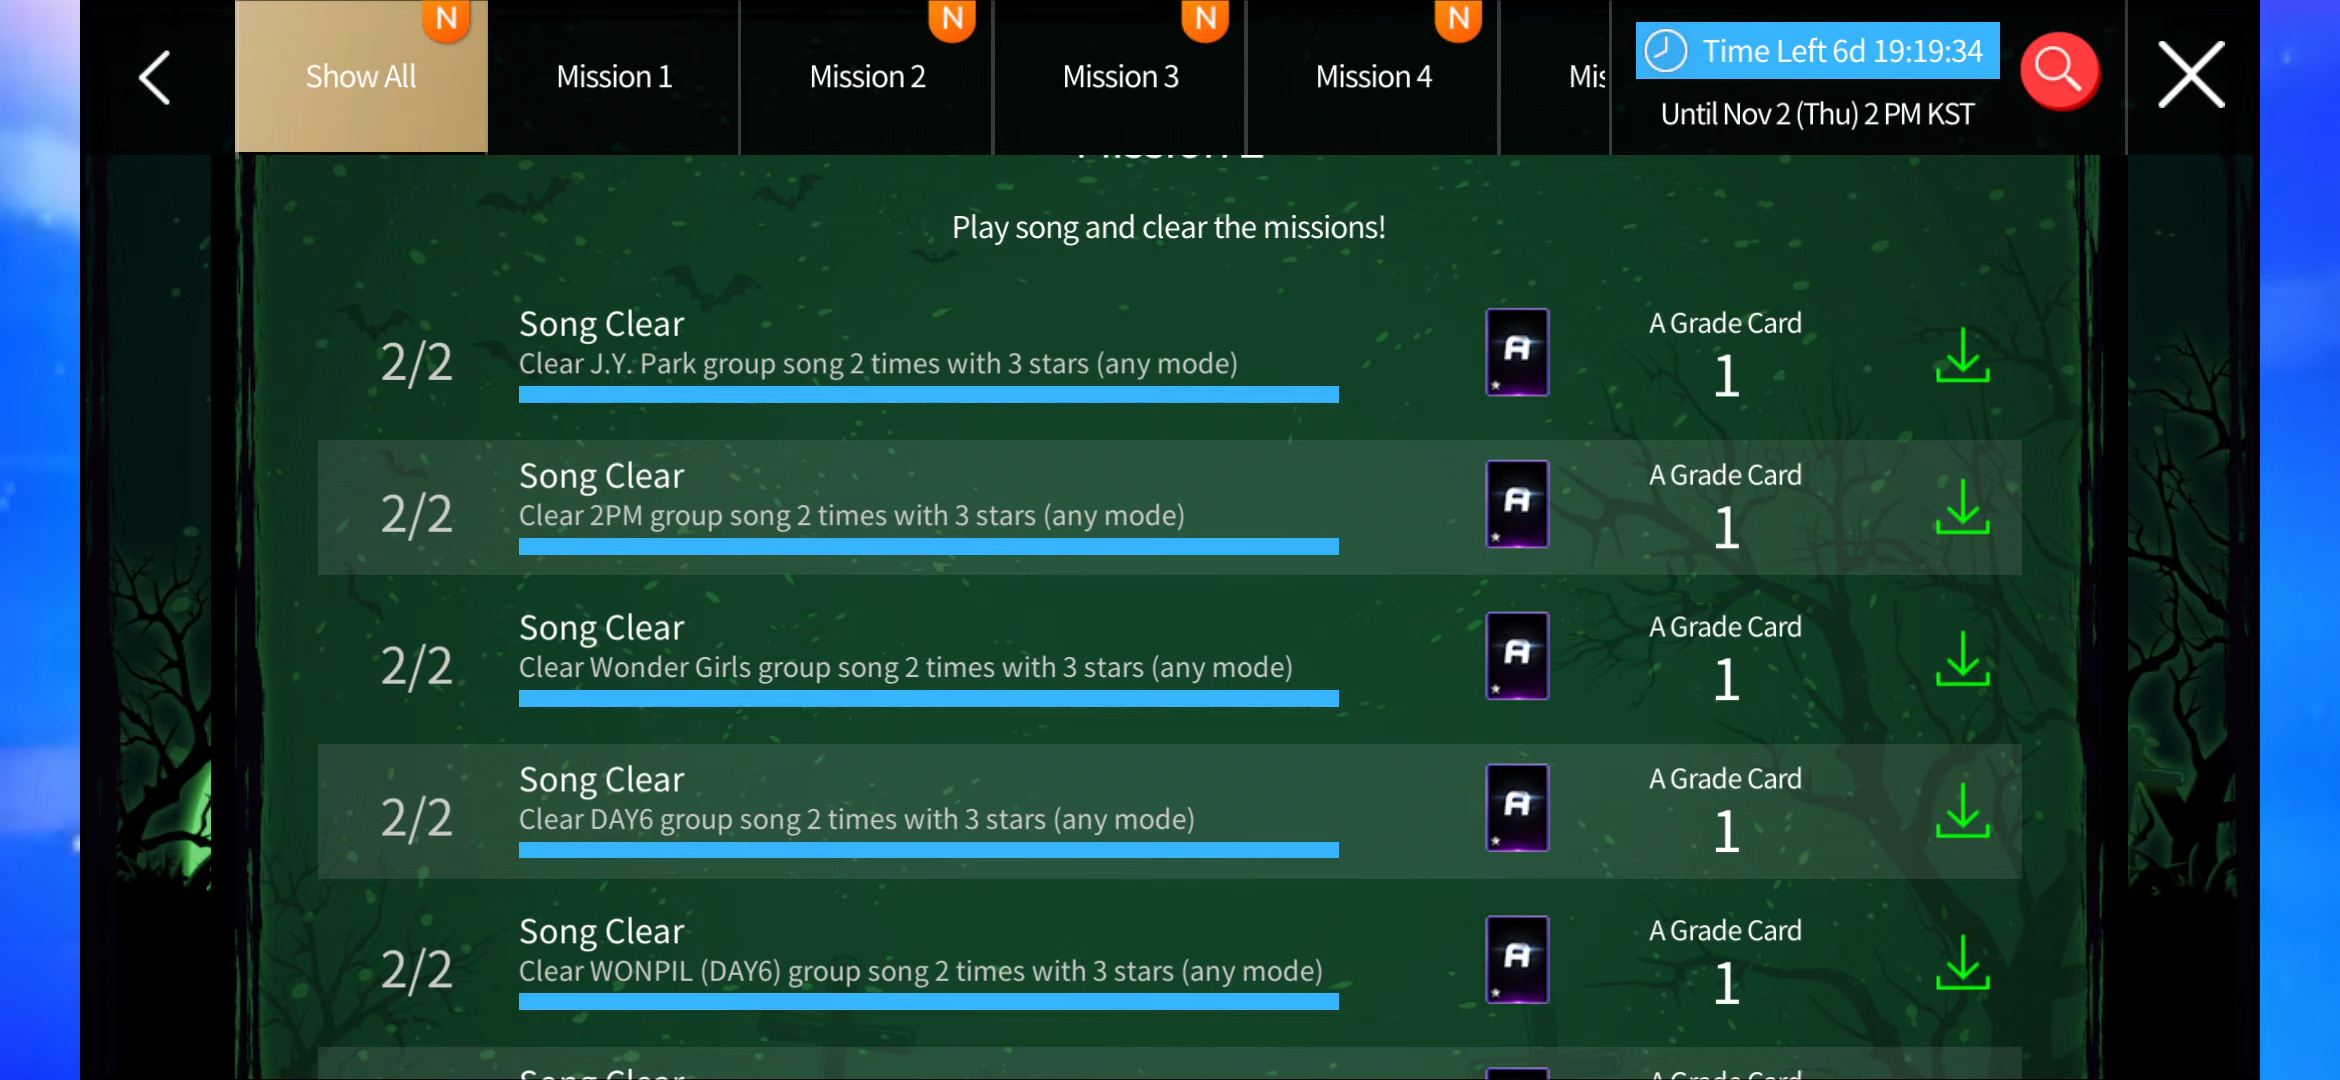 Show All
N
Mission 1
Mission 2
N
Mission 3
N
Mission 4
N
Mis
Time Left 6d 19:19:34
Until Nov 2 (Thu) 2 PM KST
Play song and clear the missions!
2/2
Song Clear
Clear J.Y. Park group song 2 times with 3 stars (any mode)
A
A Grade Card
1
2/2
Song Clear
Clear 2PM group song 2 times with 3 stars (any mode)
A
A Grade Card
1
2/2
Song Clear
Clear Wonder Girls group song 2 times with 3 stars (any mode)
A
A Grade Card
1
2/2
Song Clear
Clear DAY6 group song 2 times with 3 stars (any mode)
A
A Grade Card
1
2/2
Song Clear
Clear WONPIL (DAY6) group song 2 times with 3 stars (any mode)
A
A Grade Card
1
Song Clear
A Grade Card